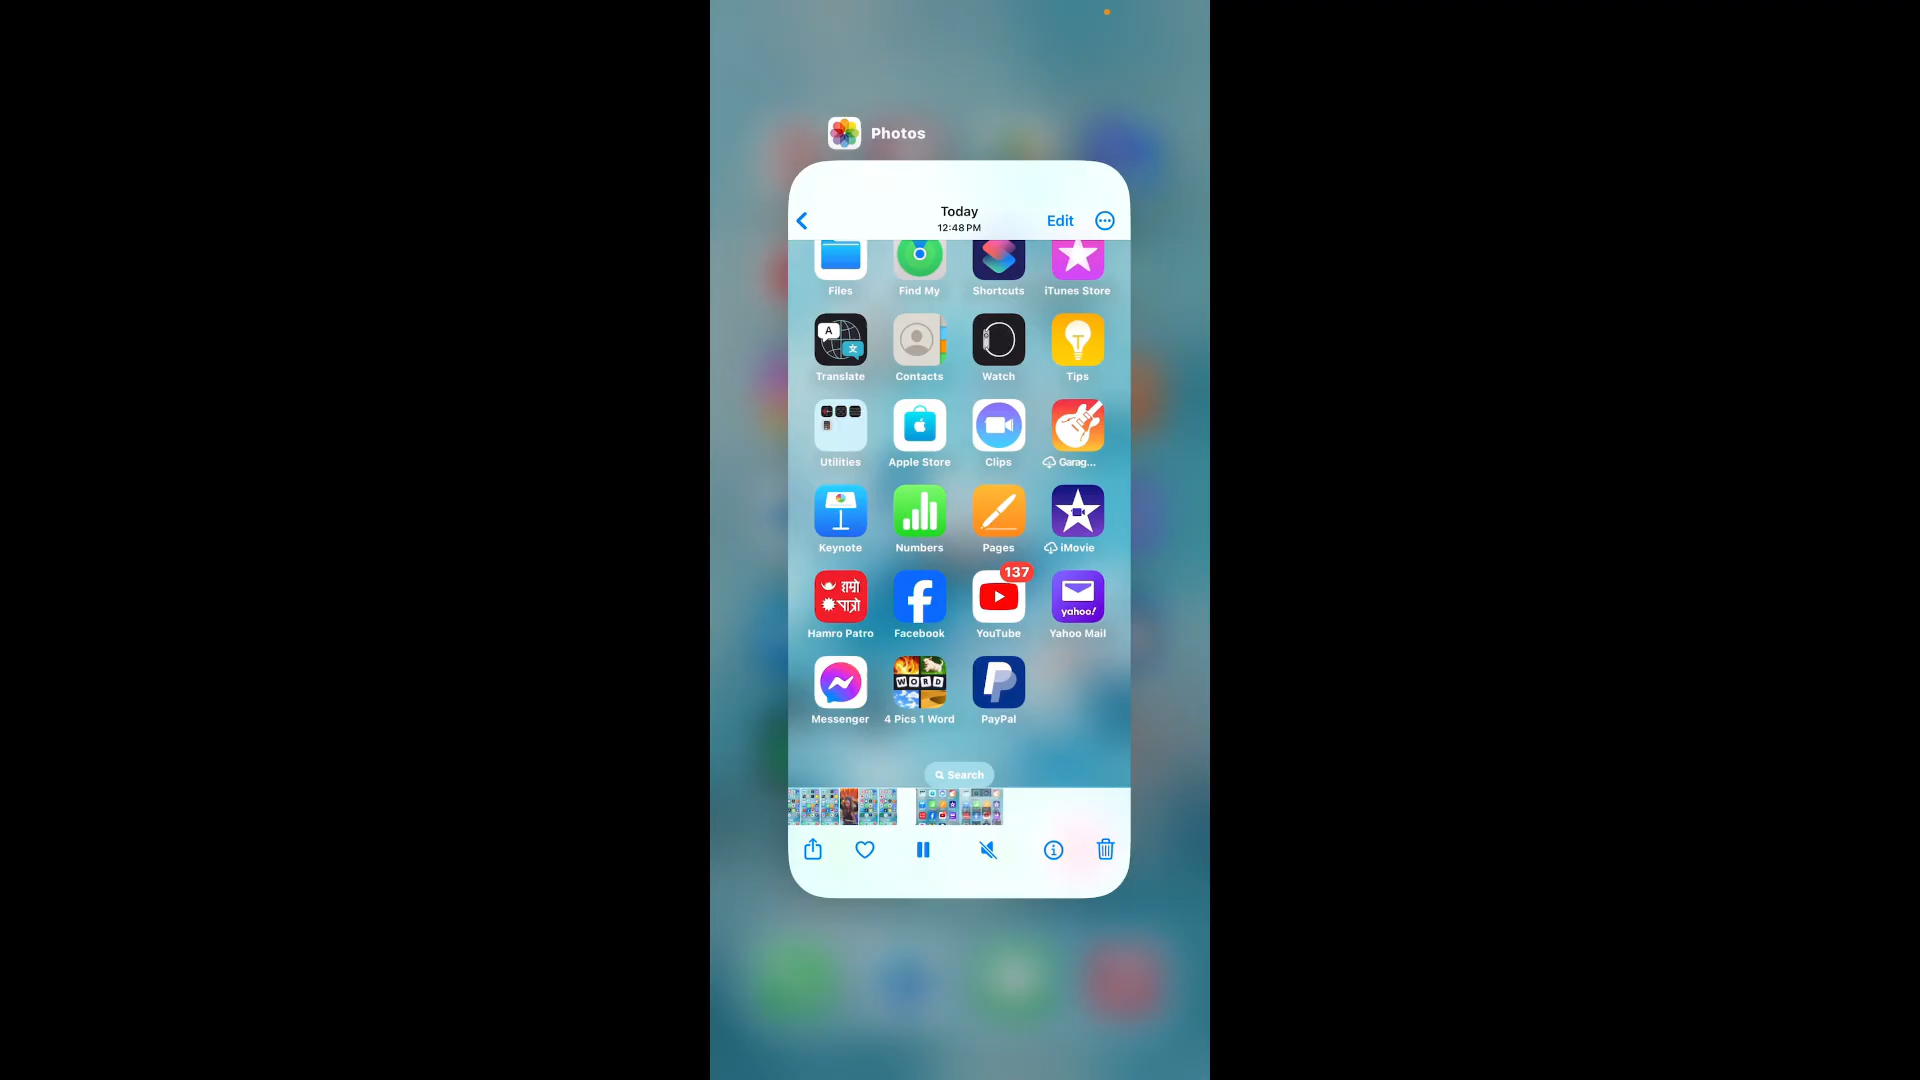 Photos
Today
Edit
12:48 PM
Files Find My Shortcuts iTunes Store
A
文
T
Translate Contacts Watch Tips
Utilities Apple Store Clips Garag...
Keynote Numbers Pages iMovie
137
हाम्रो
पात्रो
yahoo!
Hamro Patro Facebook YouTube Yahoo Mail
WORD
Messenger 4 Pics 1 Word PayPal
Search